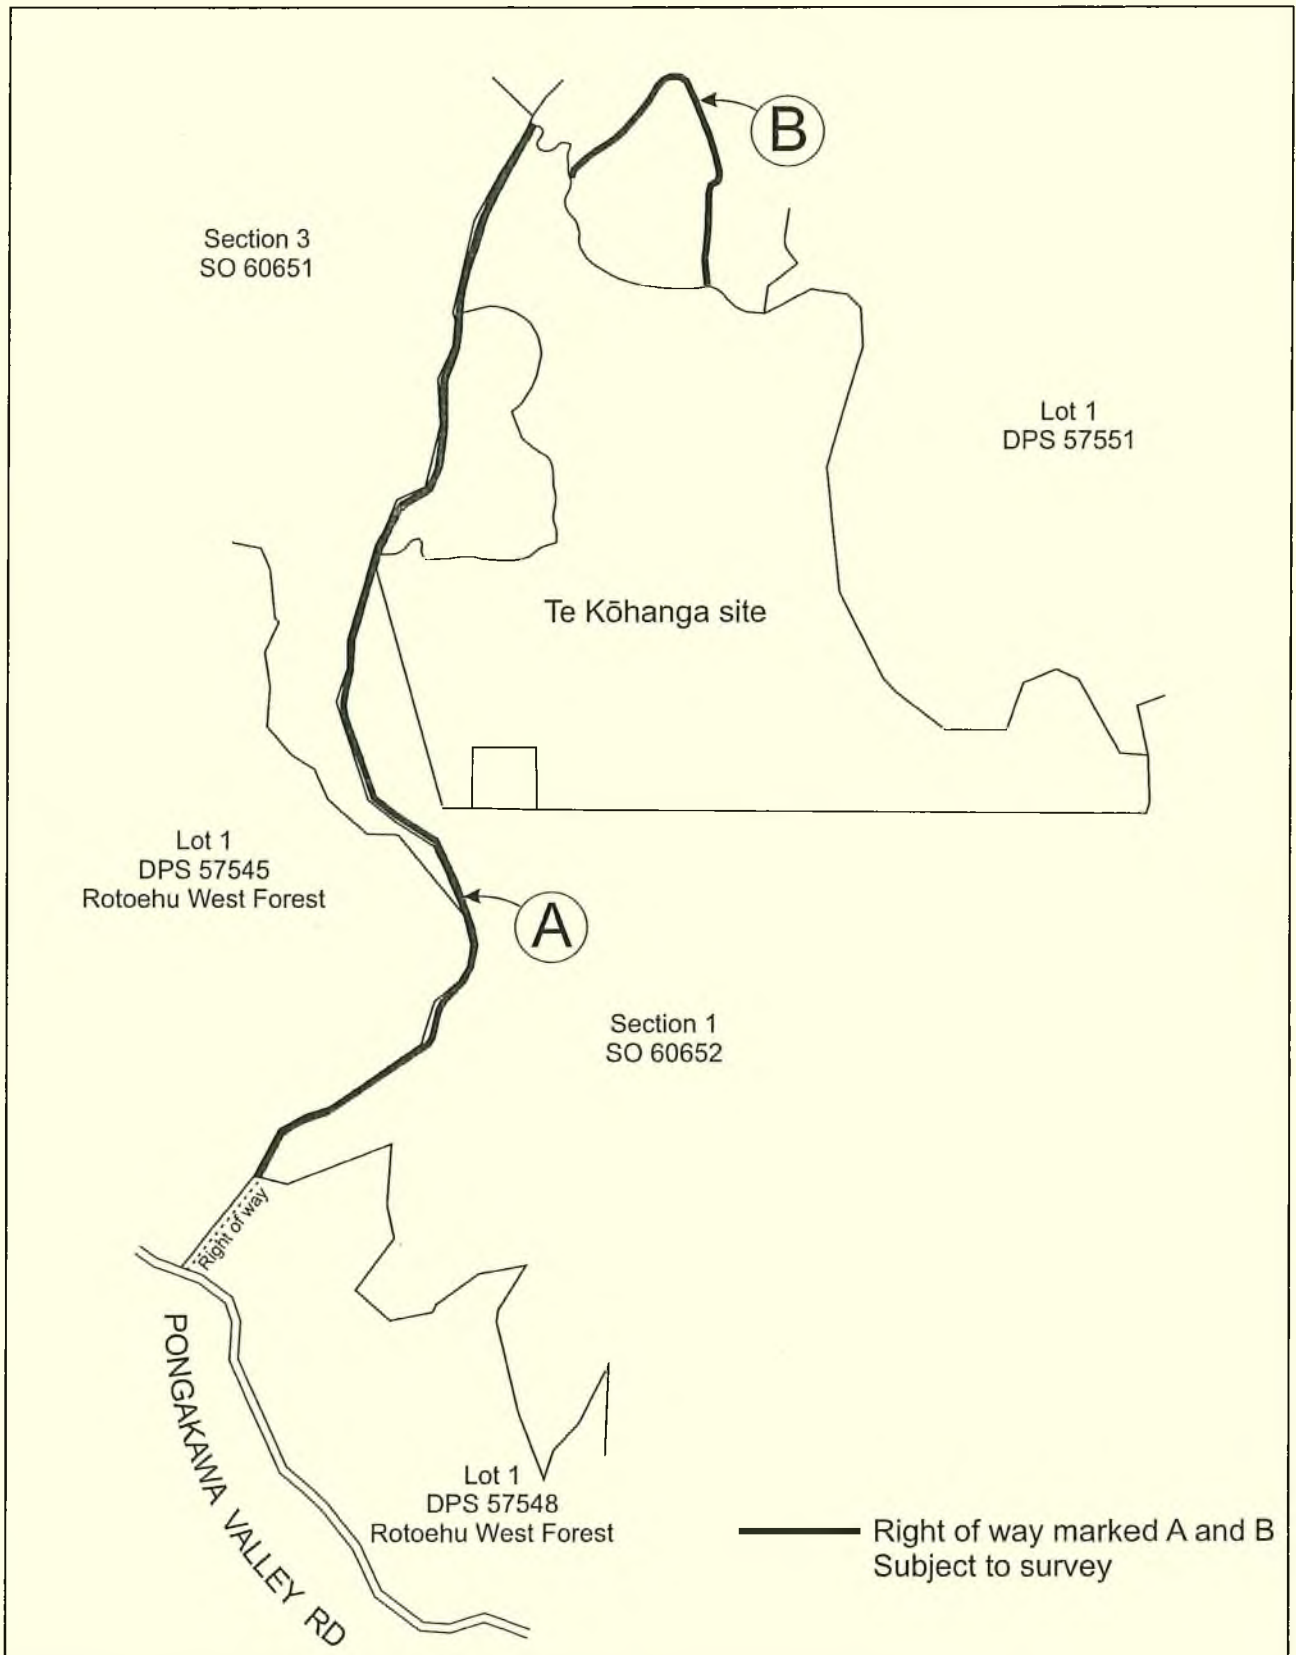 B
Section 3
SO 60651
Lot 1
DPS 57551
Te Kōhanga site
Lot 1
DPS 57545
Rotoehu West Forest
A
Section 1
SO 60652
Right of way
PONGAKAWA VALLEY RD
Lot 1
DPS 57548
Rotoehu West Forest
Right of way marked A and B
Subject to survey